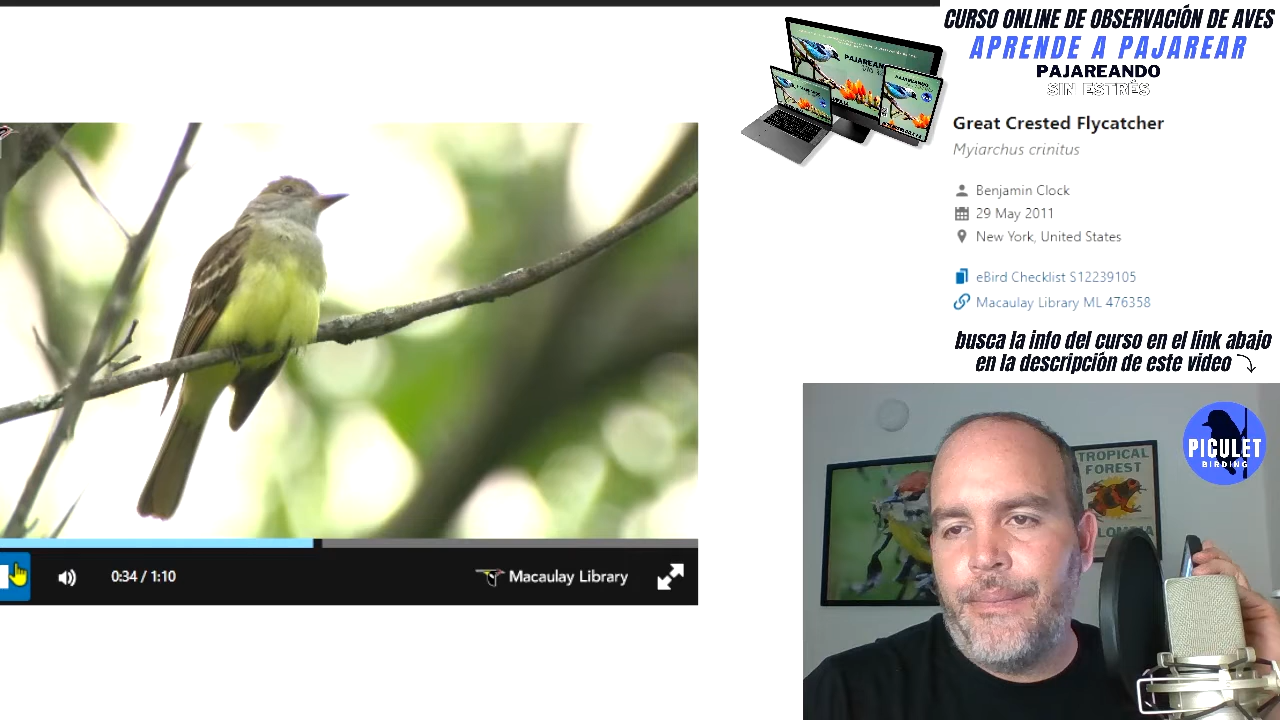 CURSO ONLINE DE OBSERVACIÓN DE AVES
APRENDE A PAJAREAR
PAJAREANDO
SIN ESTRÉS
Great Crested Flycatcher
Myiarchus crinitus
Benjamin Clock
29 May 2011
New York, United States
eBird Checklist S12239105
Macaulay Library ML 476358
busca la info del curso en el link abajo
en la descripción de este video
0:34 / 1:10
Macaulay Library
PICULET
BIRDING
TROPICAL
FOREST